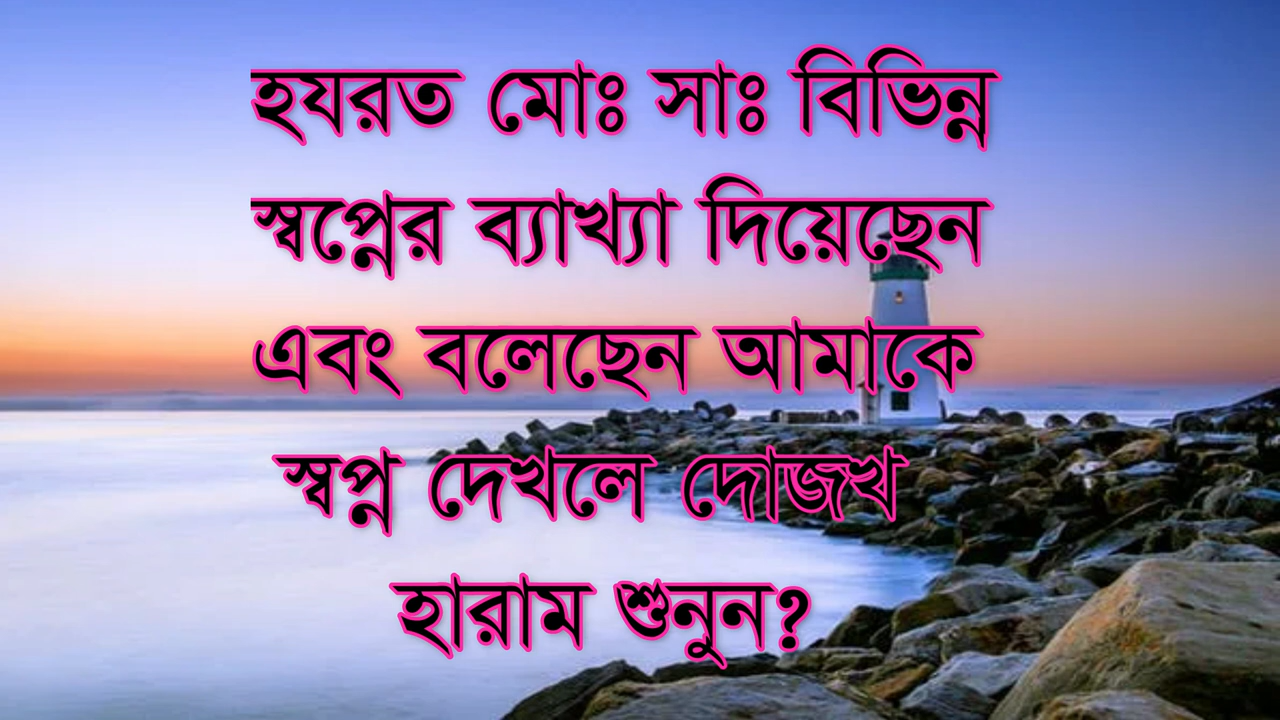 হযরত মোঃ সাঃ বিভিন্ন
স্বপ্নের ব্যাখ্যা দিয়েছেন
এবং বলেছেন আমাকে
স্বপ্ন দেখলে দোজখ
হারাম শুনুন?